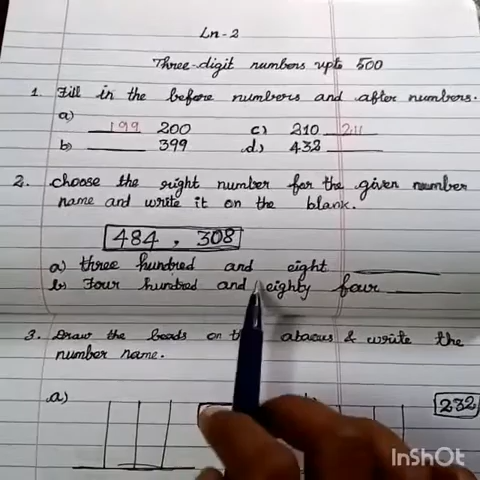 Ln-2
Three-digit numbers upto 500
1. Fill in the before numbers and after numbers.
a) 199 200 c) 210 211
b) 399 d) 432
2. choose the right number for the given number
name and write it on the blank.
484, 308
a) three hundred and eight
b) Four hundred and eighty four
3. Draw the beads on the abacus & write the
number name.
a)
232
InShOt